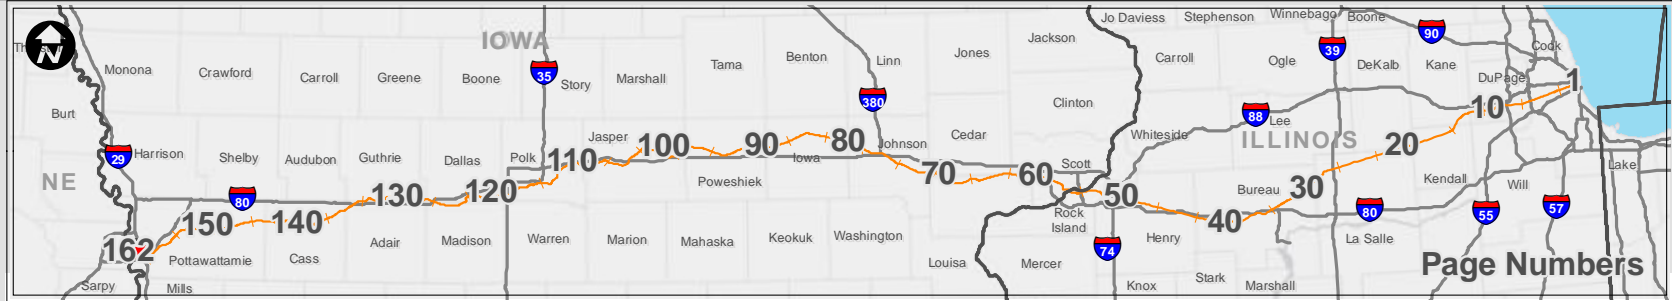 Jo Daviess Stephenson Winnebago Boone
IOWA Jackson 90
Th N Benton Linn Jones 39 Cook
Monona Crawford Carroll Greene Boone 35 Story Marshall Tama Carroll Ogle DeKalb Kane
DuPage 1
380 Clinton 10
Burt 88 Lee
Jasper 100 90 80 Johnson Cedar Whiteside ILLINOIS 20
29 Harrison Shelby Audubon Guthrie Dallas Polk 110 Iowa 70 60 Scott Lake
NE 80 130 120 Poweshiek 50 Bureau 30 Kendall Will
162 150 140 Rock
Island 40 80 55 57
Pottawattamie Cass Adair Madison Warren Marion Mahaska Keokuk Washington 74 Henry La Salle
Louisa Mercer Page Numbers
Sarpy Mills Knox Stark Marshall